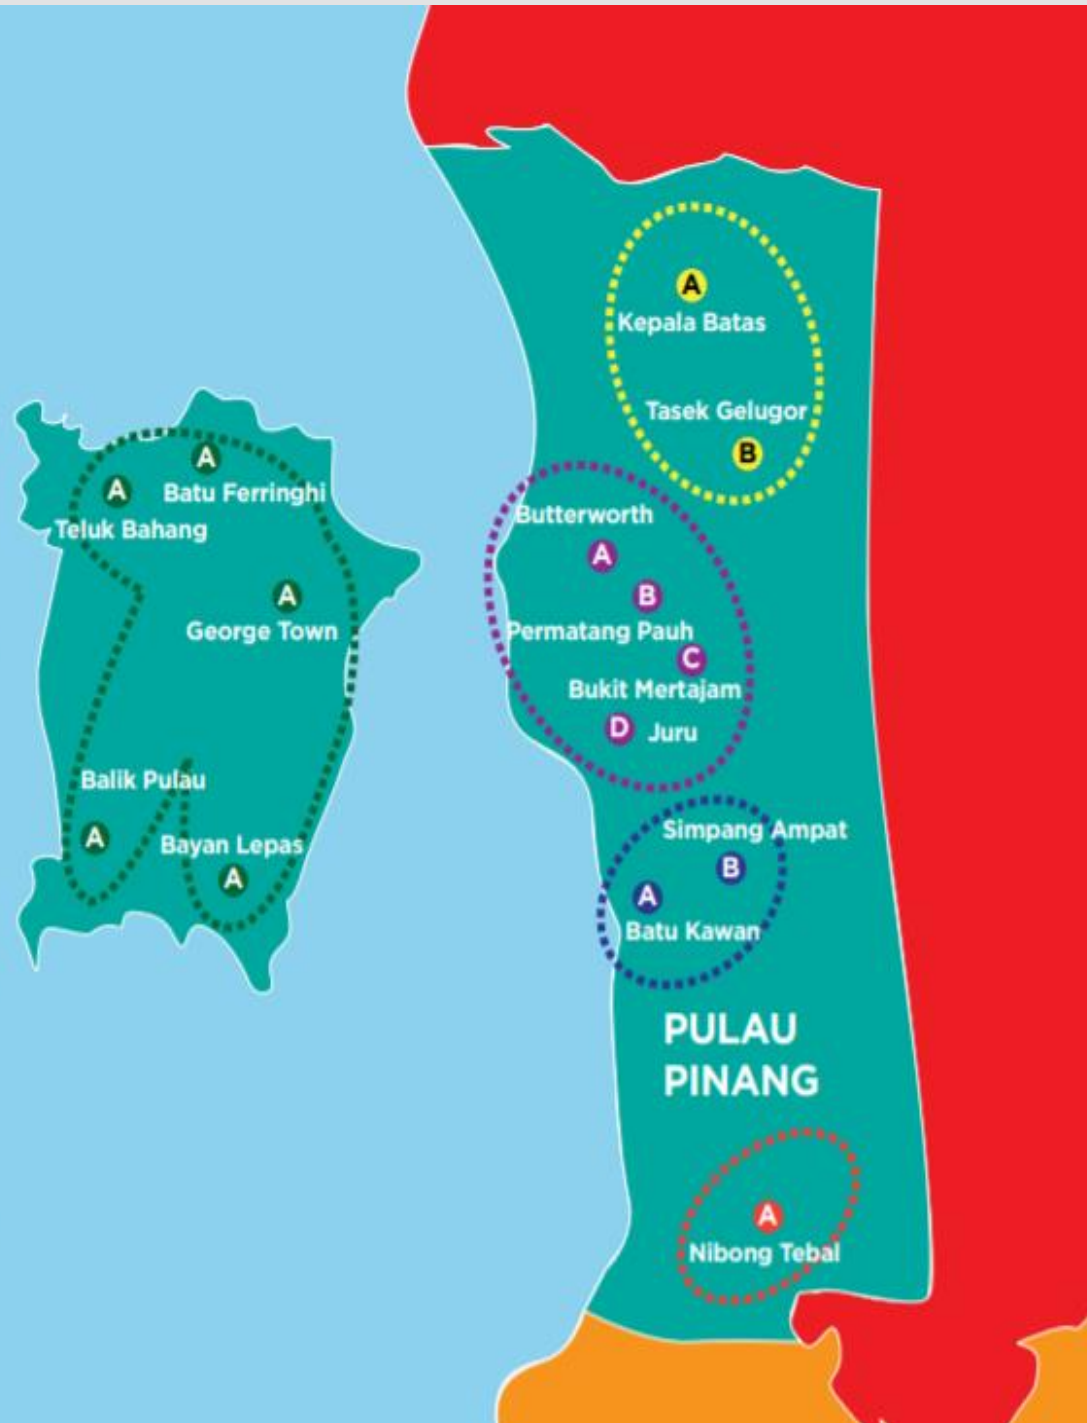 A
Kepala Batas
Tasek Gelugor
B
A
Batu Ferringhi
A
Teluk Bahang
A
George Town
Balik Pulau
A
Bayan Lepas
A
Butterworth
A
B
Permatang Pauh
C
Bukit Mertajam
D Juru
Simpang Ampat
B
A
Batu Kawan
PULAU
PINANG
A
Nibong Tebal